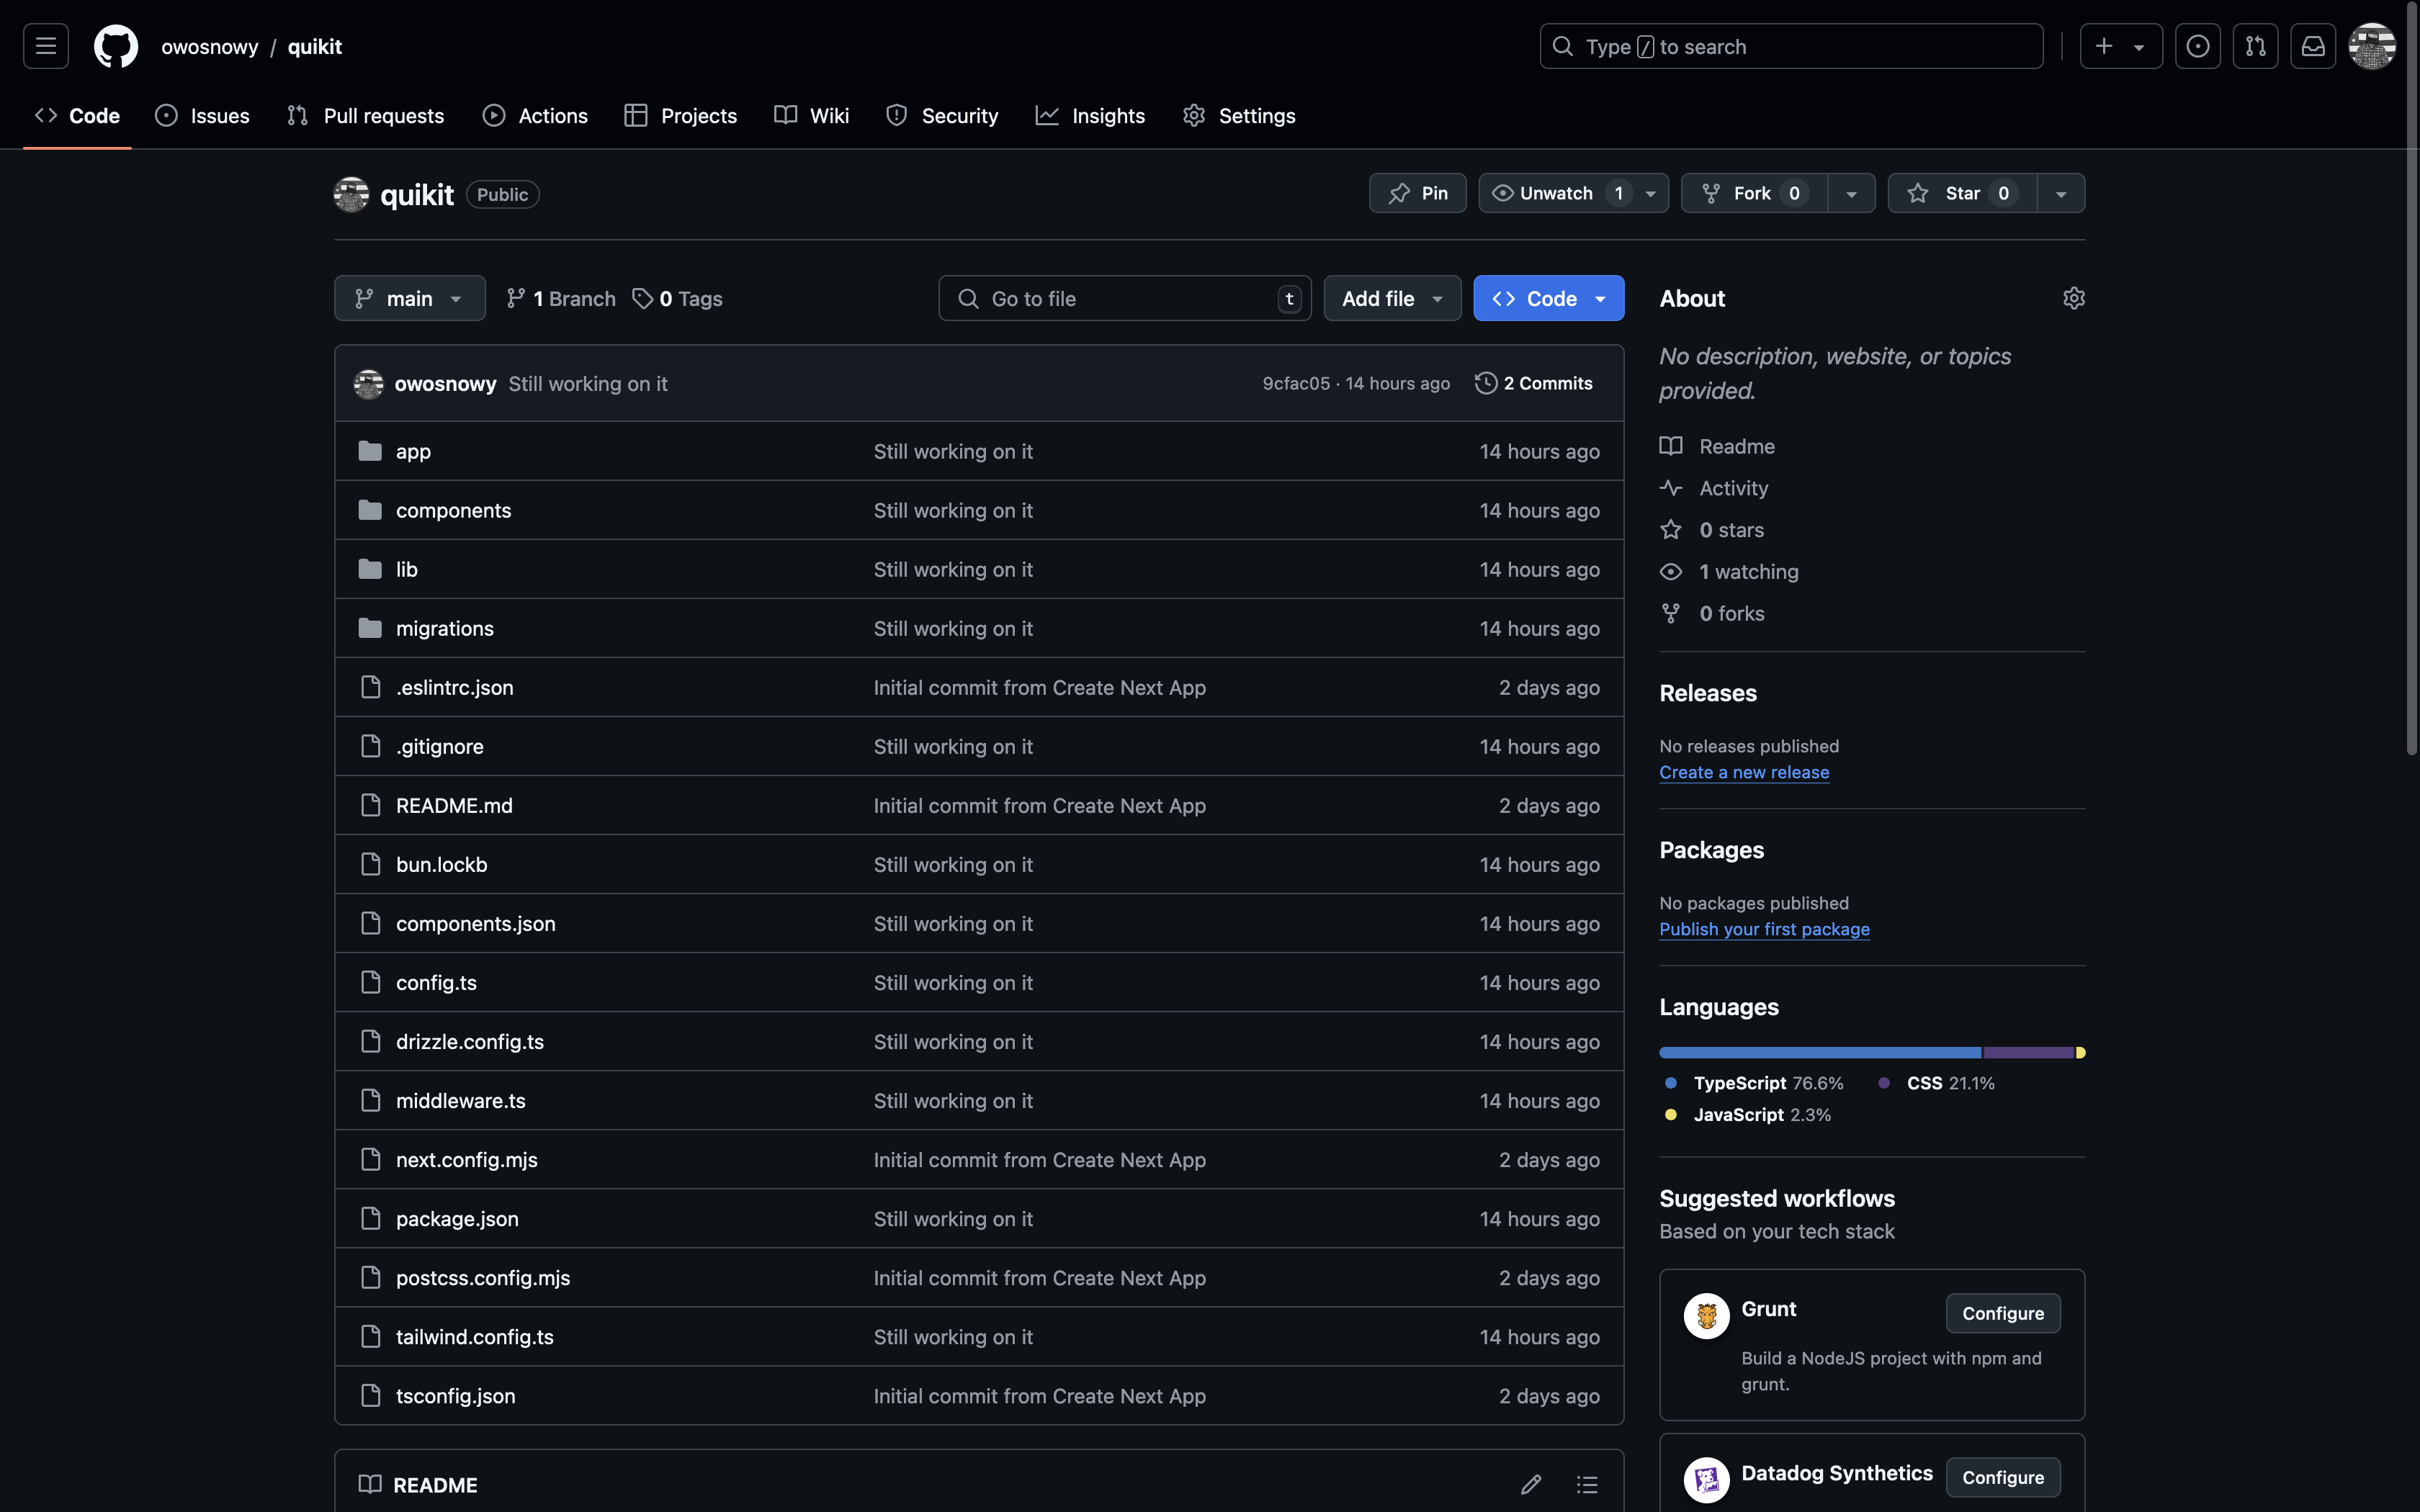 owosnowy / quikit
Type / to search
Code Issues Pull requests Actions Projects Wiki Security Insights Settings
quikit Public
Pin Unwatch 1 Fork 0 Star 0
main 1 Branch 0 Tags Go to file t Add file Code
owosnowy Still working on it 9cfac05 · 14 hours ago 2 Commits
app Still working on it 14 hours ago
components Still working on it 14 hours ago
lib Still working on it 14 hours ago
migrations Still working on it 14 hours ago
.eslintrc.json Initial commit from Create Next App 2 days ago
.gitignore Still working on it 14 hours ago
README.md Initial commit from Create Next App 2 days ago
bun.lockb Still working on it 14 hours ago
components.json Still working on it 14 hours ago
config.ts Still working on it 14 hours ago
drizzle.config.ts Still working on it 14 hours ago
middleware.ts Still working on it 14 hours ago
next.config.mjs Initial commit from Create Next App 2 days ago
package.json Still working on it 14 hours ago
postcss.config.mjs Initial commit from Create Next App 2 days ago
tailwind.config.ts Still working on it 14 hours ago
tsconfig.json Initial commit from Create Next App 2 days ago
README
About
No description, website, or topics
provided.
Readme
Activity
0 stars
1 watching
0 forks
Releases
No releases published
Create a new release
Packages
No packages published
Publish your first package
Languages
TypeScript 76.6% CSS 21.1%
JavaScript 2.3%
Suggested workflows
Based on your tech stack
Grunt Configure
Build a NodeJS project with npm and
grunt.
Datadog Synthetics Configure